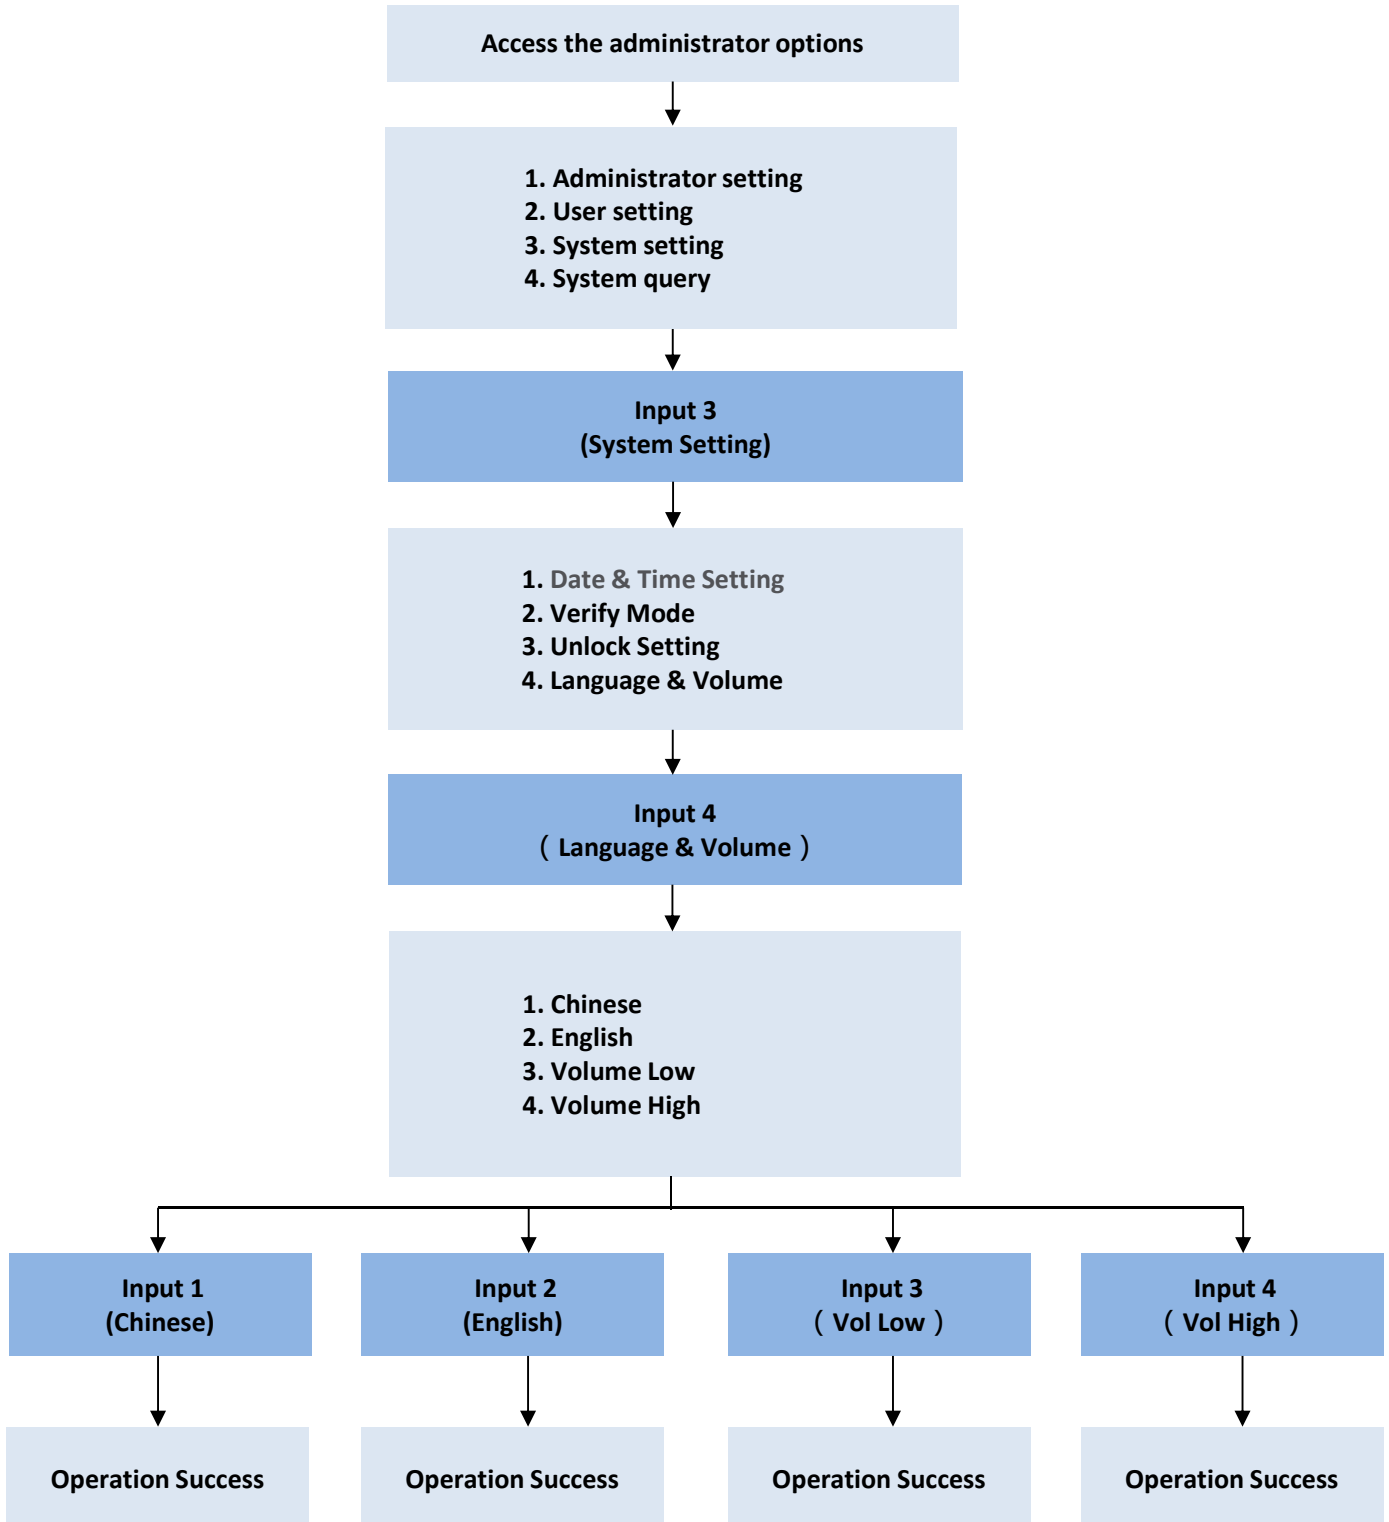 Access the administrator options
1. Administrator setting
2. User setting
3. System setting
4. System query
Input 3
(System Setting)
1. Date & Time Setting
2. Verify Mode
3. Unlock Setting
4. Language & Volume
Input 4
（ Language & Volume ）
1. Chinese
2. English
3. Volume Low
4. Volume High
Input 1
(Chinese)
Input 2
(English)
Input 3
（ Vol Low ）
Input 4
（ Vol High ）
Operation Success
Operation Success
Operation Success
Operation Success